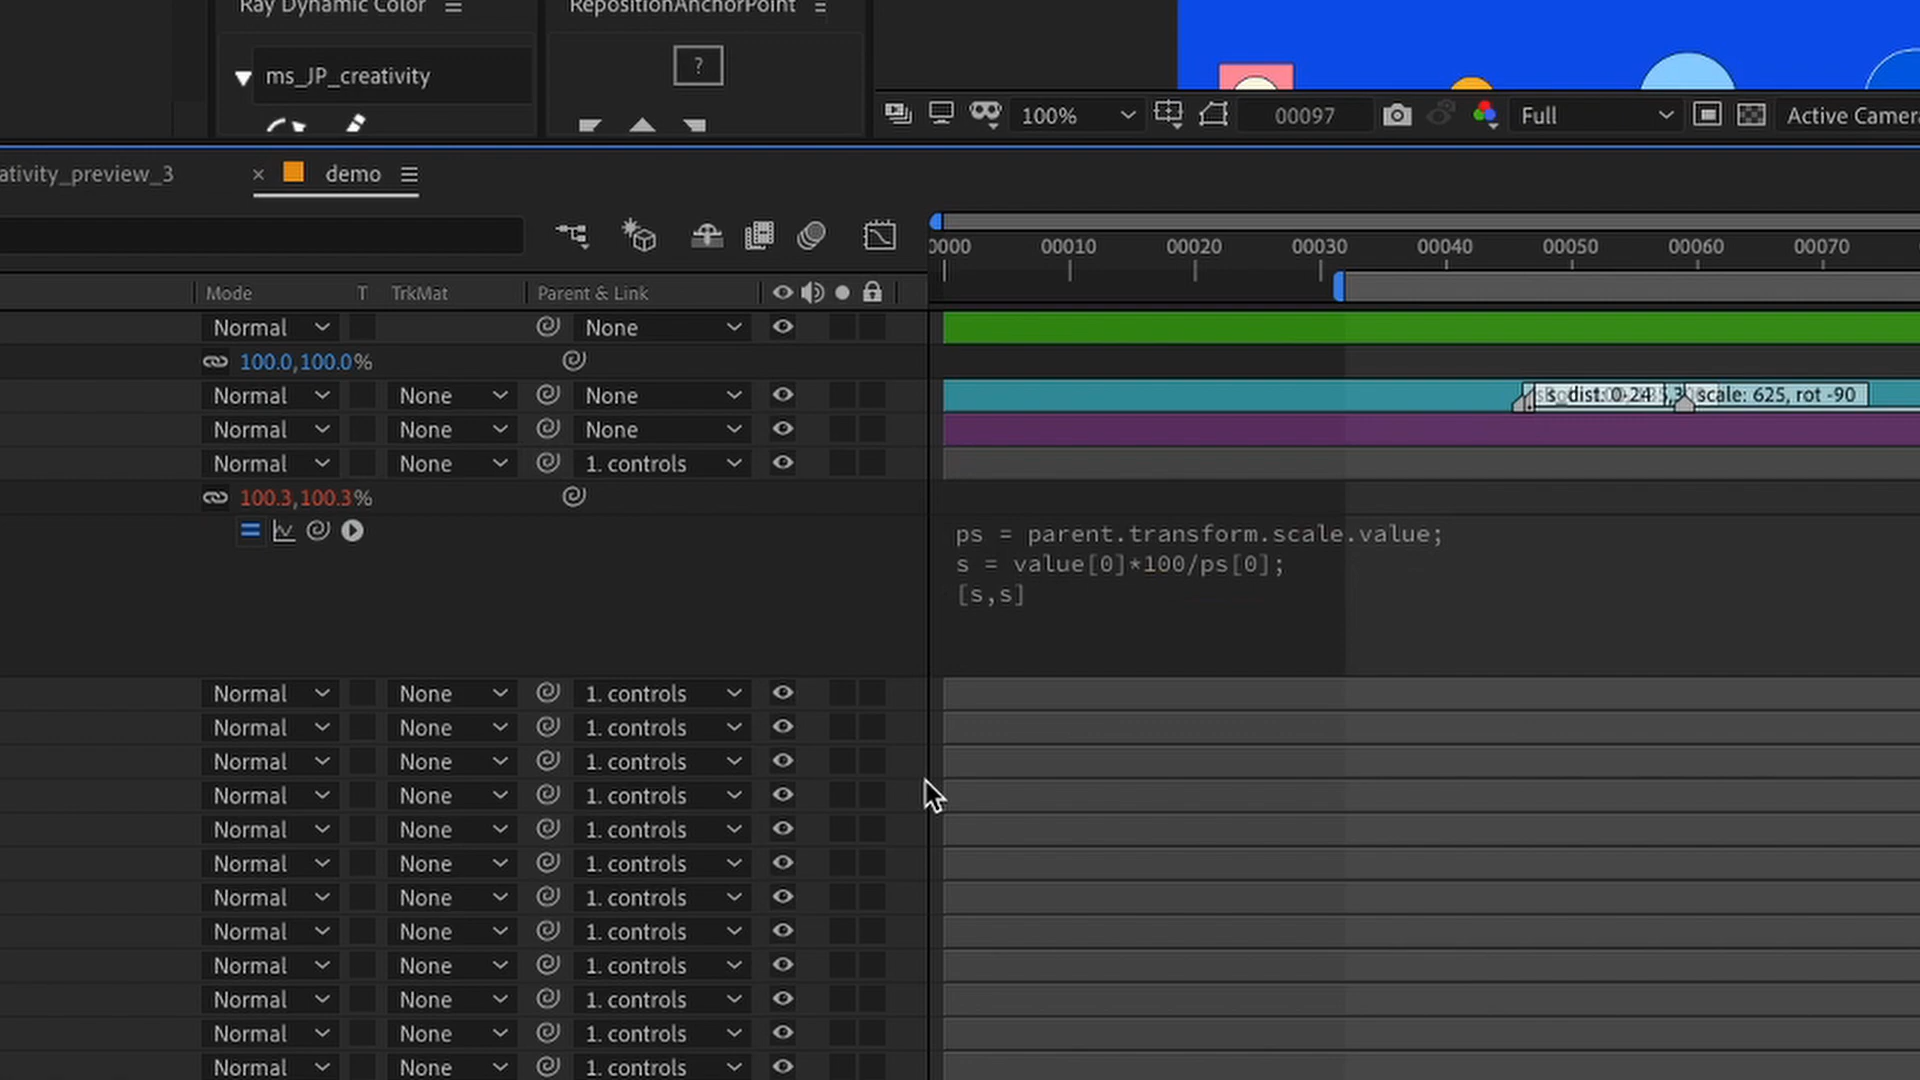 Ray Dynamic Color
RepositionAnchorPoint
ms_JP_creativity
?
100%
00097
Full
Active Camera
ativity_preview_3
× demo
0000 00010 00020 00030 00040 00050 00060 00070
Mode T TrkMat Parent & Link
Normal None
100.0,100.0%
Normal None None
dist: 0-24
scale: 625, rot -90
Normal None None
Normal None 1. controls
100.3,100.3%
ps = parent.transform.scale.value;
s = value[0]*100/ps[0];
[s,s]
Normal None 1. controls
Normal None 1. controls
Normal None 1. controls
Normal None 1. controls
Normal None 1. controls
Normal None 1. controls
Normal None 1. controls
Normal None 1. controls
Normal None 1. controls
Normal None 1. controls
Normal None 1. controls
Normal None 1. controls